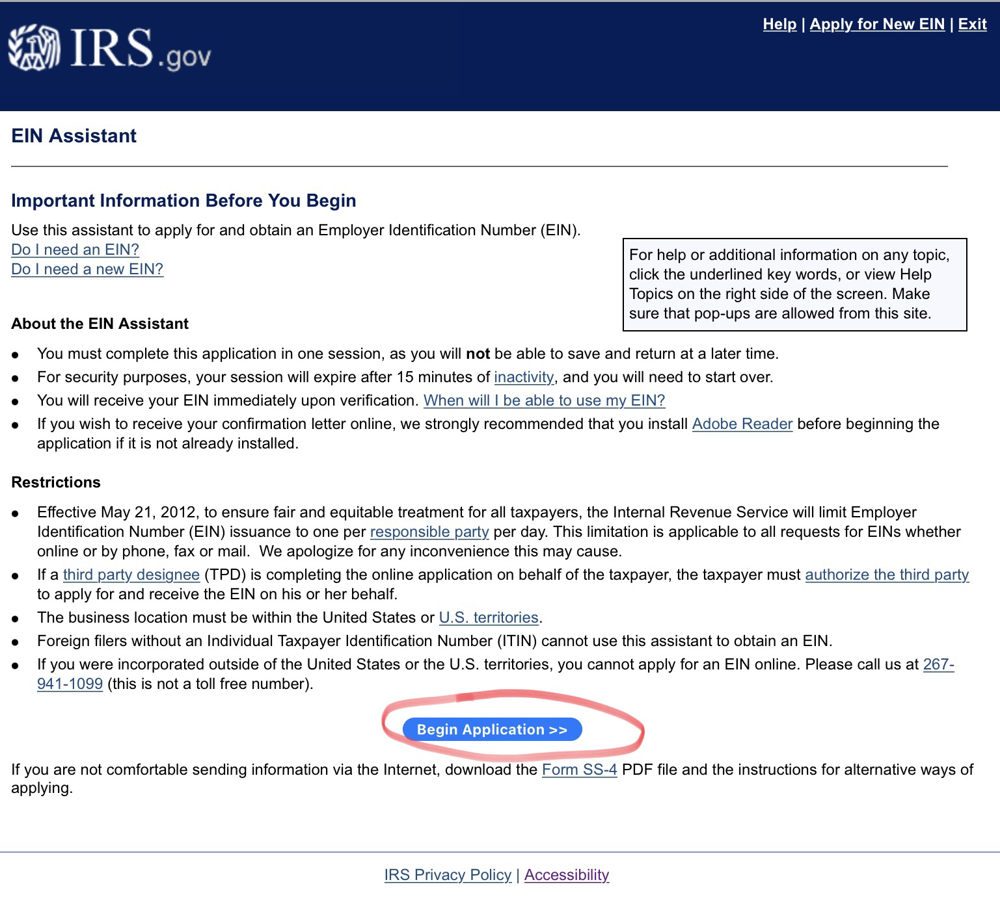 IRS.gov
Help | Apply for New EIN | Exit
EIN Assistant
Important Information Before You Begin
Use this assistant to apply for and obtain an Employer Identification Number (EIN).
Do I need an EIN?
Do I need a new EIN?
For help or additional information on any topic,
click the underlined key words, or view Help
Topics on the right side of the screen. Make
sure that pop-ups are allowed from this site.
About the EIN Assistant
● You must complete this application in one session, as you will not be able to save and return at a later time.
● For security purposes, your session will expire after 15 minutes of inactivity, and you will need to start over.
● You will receive your EIN immediately upon verification. When will I be able to use my EIN?
● If you wish to receive your confirmation letter online, we strongly recommended that you install Adobe Reader before beginning the
application if it is not already installed.
Restrictions
● Effective May 21, 2012, to ensure fair and equitable treatment for all taxpayers, the Internal Revenue Service will limit Employer
Identification Number (EIN) issuance to one per responsible party per day. This limitation is applicable to all requests for EINs whether
online or by phone, fax or mail.  We apologize for any inconvenience this may cause.
● If a third party designee (TPD) is completing the online application on behalf of the taxpayer, the taxpayer must authorize the third party
to apply for and receive the EIN on his or her behalf.
● The business location must be within the United States or U.S. territories.
● Foreign filers without an Individual Taxpayer Identification Number (ITIN) cannot use this assistant to obtain an EIN.
● If you were incorporated outside of the United States or the U.S. territories, you cannot apply for an EIN online. Please call us at 267-
941-1099 (this is not a toll free number).
Begin Application >>
If you are not comfortable sending information via the Internet, download the Form SS-4 PDF file and the instructions for alternative ways of
applying.
IRS Privacy Policy | Accessibility